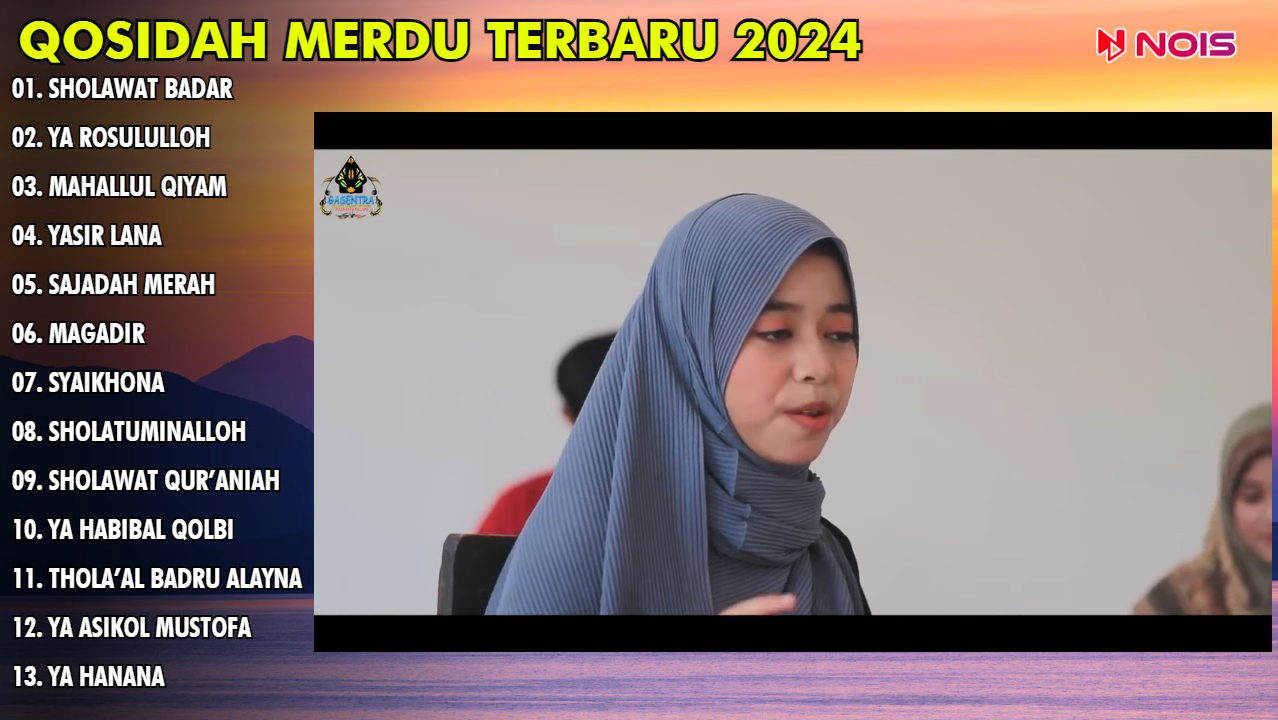 QOSIDAH MERDU TERBARU 2024
NOIS
01. SHOLAWAT BADAR
02. YA ROSULULLOH
03. MAHALLUL QIYAM
04. YASIR LANA
05. SAJADAH MERAH
06. MAGADIR
07. SYAIKHONA
08. SHOLATUMINALLOH
09. SHOLAWAT QUR'ANIAH
10. YA HABIBAL QOLBI
11. THOLA'AL BADRU ALAYNA
12. YA ASIKOL MUSTOFA
13. YA HANANA
GASENTRA